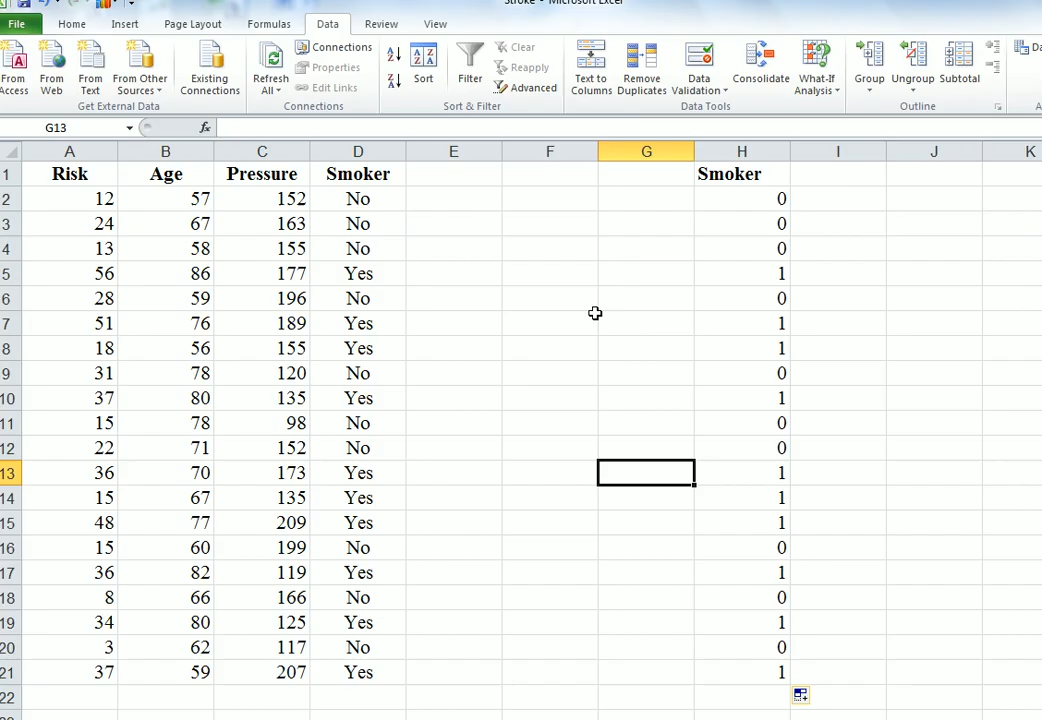 Stroke - Microsoft Excel
File Home Insert Page Layout Formulas Data Review View
From Access
From Web
From Text
From Other Sources
Existing Connections
Get External Data
Refresh All
Connections
Properties
Edit Links
Connections
Sort
Filter
Clear
Reapply
Advanced
Sort & Filter
Text to Columns
Remove Duplicates
Data Validation
Consolidate
What-If Analysis
Data Tools
Group
Ungroup
Subtotal
Outline
G13 fx
A B C D E F G H I J K
1 Risk Age Pressure Smoker Smoker
2 12 57 152 No 0
3 24 67 163 No 0
4 13 58 155 No 0
5 56 86 177 Yes 1
6 28 59 196 No 0
7 51 76 189 Yes 1
8 18 56 155 Yes 1
9 31 78 120 No 0
10 37 80 135 Yes 1
11 15 78 98 No 0
12 22 71 152 No 0
13 36 70 173 Yes 1
14 15 67 135 Yes 1
15 48 77 209 Yes 1
16 15 60 199 No 0
17 36 82 119 Yes 1
18 8 66 166 No 0
19 34 80 125 Yes 1
20 3 62 117 No 0
21 37 59 207 Yes 1
22